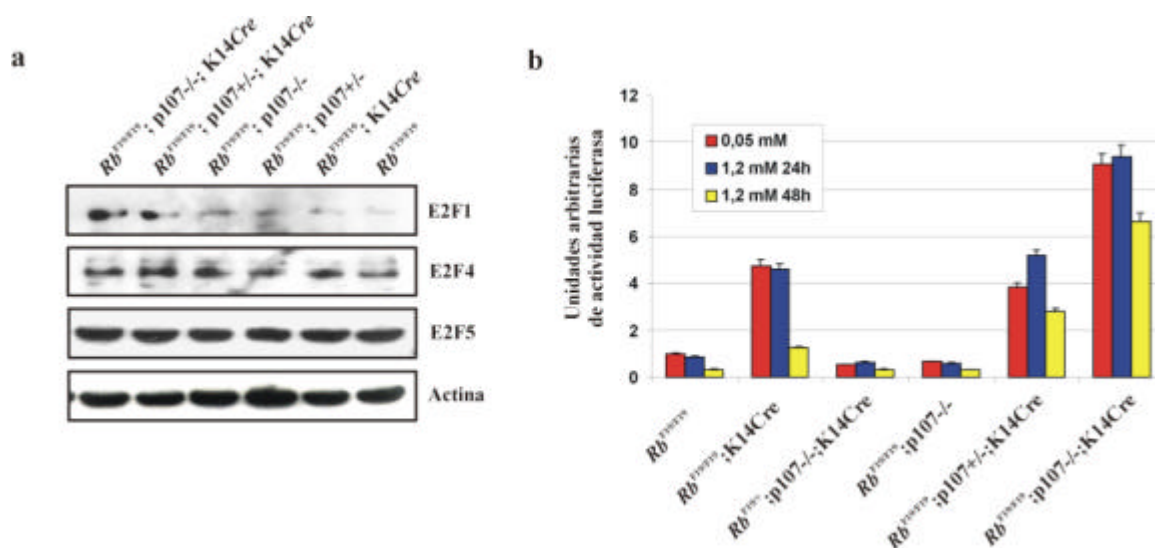 a
Rb^F19/F19; p107-/-; K14Cre
Rb^F19/F19; p107+/-; K14Cre
Rb^F19/F19; p107-/-
Rb^F19/F19; p107+/-
Rb^F19/F19; K14Cre
Rb^F19/F19
E2F1
E2F4
E2F5
Actina
b
Unidades arbitrarias
de actividad luciferasa
12
10
8
6
4
2
0
0,05 mM
1,2 mM 24h
1,2 mM 48h
Rb^F19/F19
Rb^F19/F19;K14Cre
;p107-/-;K14Cre
Rb^F19/F19;p107-/-
Rb^F19/F19;p107+/-;K14Cre
Rb^F19/F19;p107-/-;K14Cre